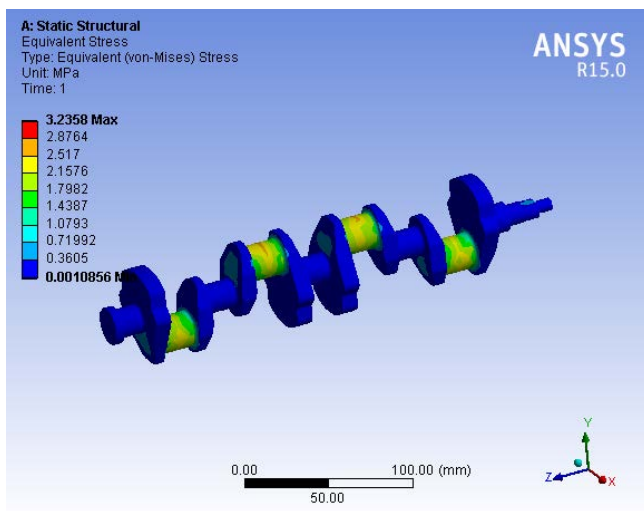 A: Static Structural
Equivalent Stress
Type: Equivalent (von-Mises) Stress
Unit: MPa
Time: 1
ANSYS
R15.0
3.2358 Max
2.8764
2.517
2.1576
1.7982
1.4387
1.0793
0.71992
0.3605
0.0010856 M
0.00
100.00 (mm)
50.00
Y
Z
X